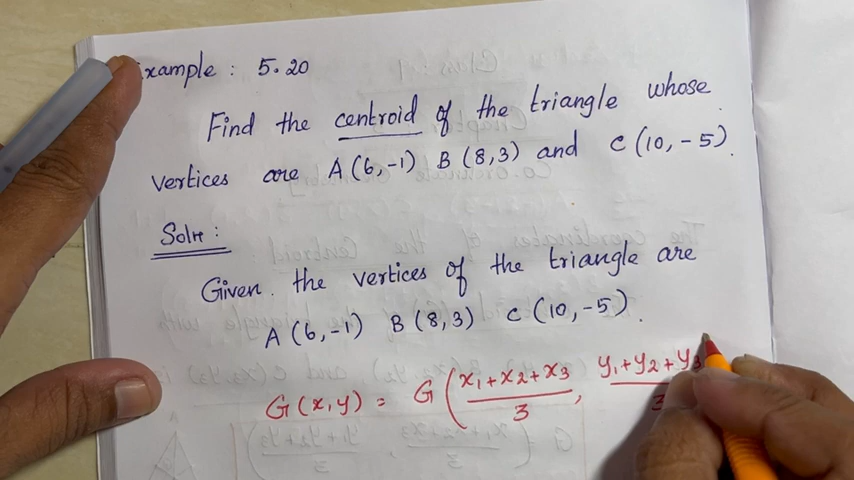 xample : 5.20
Find the centroid of the triangle whose
vertices are A(6,-1) B(8,3) and C(10,-5).
Soln:
Given the vertices of the triangle are
A(6,-1) B(8,3) C(10,-5).
G(x,y) = G(x₁+x₂+x₃/3, y₁+y₂+y₃/3